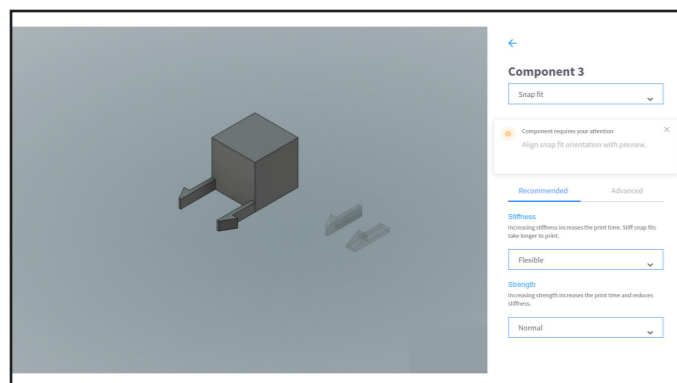 Component 3
Snap fit
Component requires your attention
Align snap fit orientation with preview.
Recommended Advanced
Stiffness
Increasing stiffness increases the print time. Stiff snap fits
take longer to print.
Flexible
Strength
Increasing strength increases the print time and reduces
stiffness.
Normal